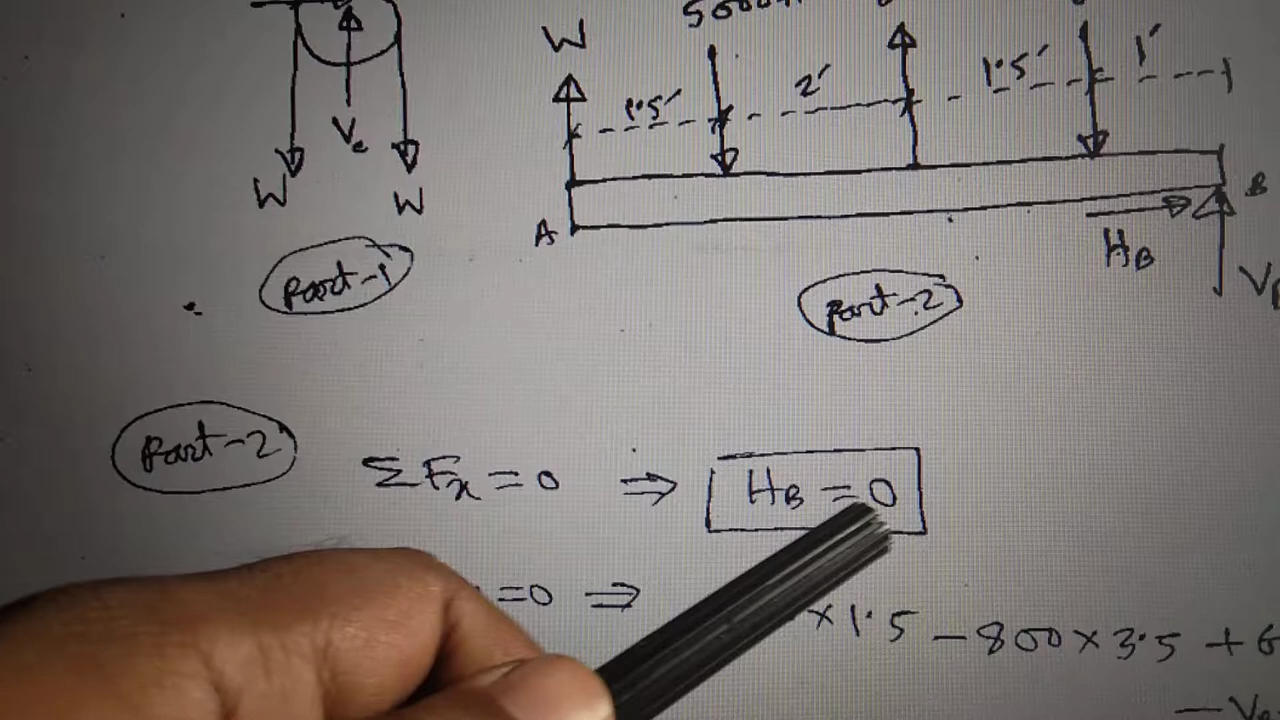 W 5000
1.5′ 2′ 1.5′ 1′
Vc
W W
A B
HB
Part-1
Part-2
Part-2 ΣFx = 0 ⇒ HB = 0
= 0 ⇒ × 1.5 – 800 × 3.5 + 6
–